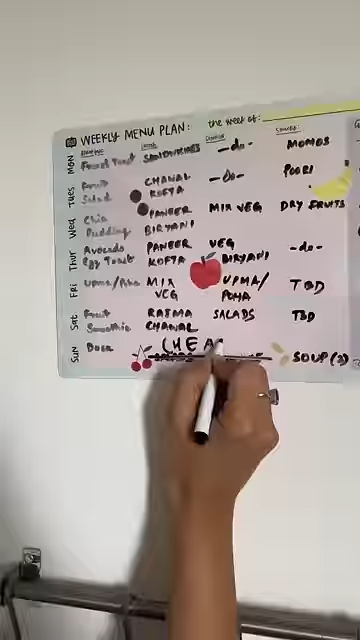 WEEKLY MENU PLAN: the week of:
Lunch Dinner SNACKS
MON French Toast SANDWICHES -do- MOMOS
TUES Fruit Salad CHAWAL KOFTA -do- POORI
Wed Chia Pudding PANEER BIRYANI MIX VEG DRY FRUITS
Thur Avocado Egg Toast PANEER KOFTA VEG BIRYANI -do-
Fri UPMA/Poha MIX VEG UPMA/POHA TBD
Sat Fruit Smoothie RAJMA CHAWAL SALADS TBD
SUN Dosa CHEA SOUP